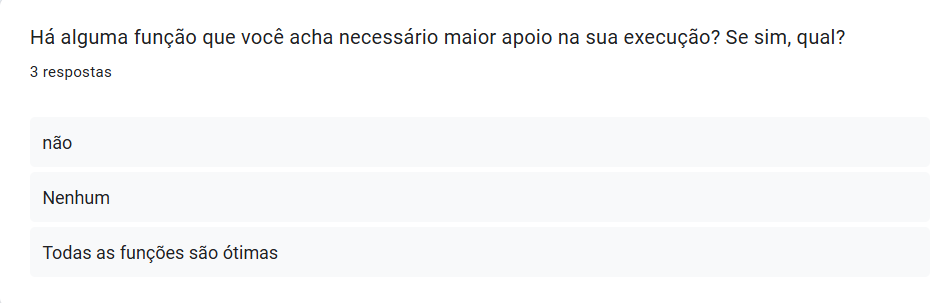 Há alguma função que você acha necessário maior apoio na sua execução? Se sim, qual?
3 respostas
não
Nenhum
Todas as funções são ótimas